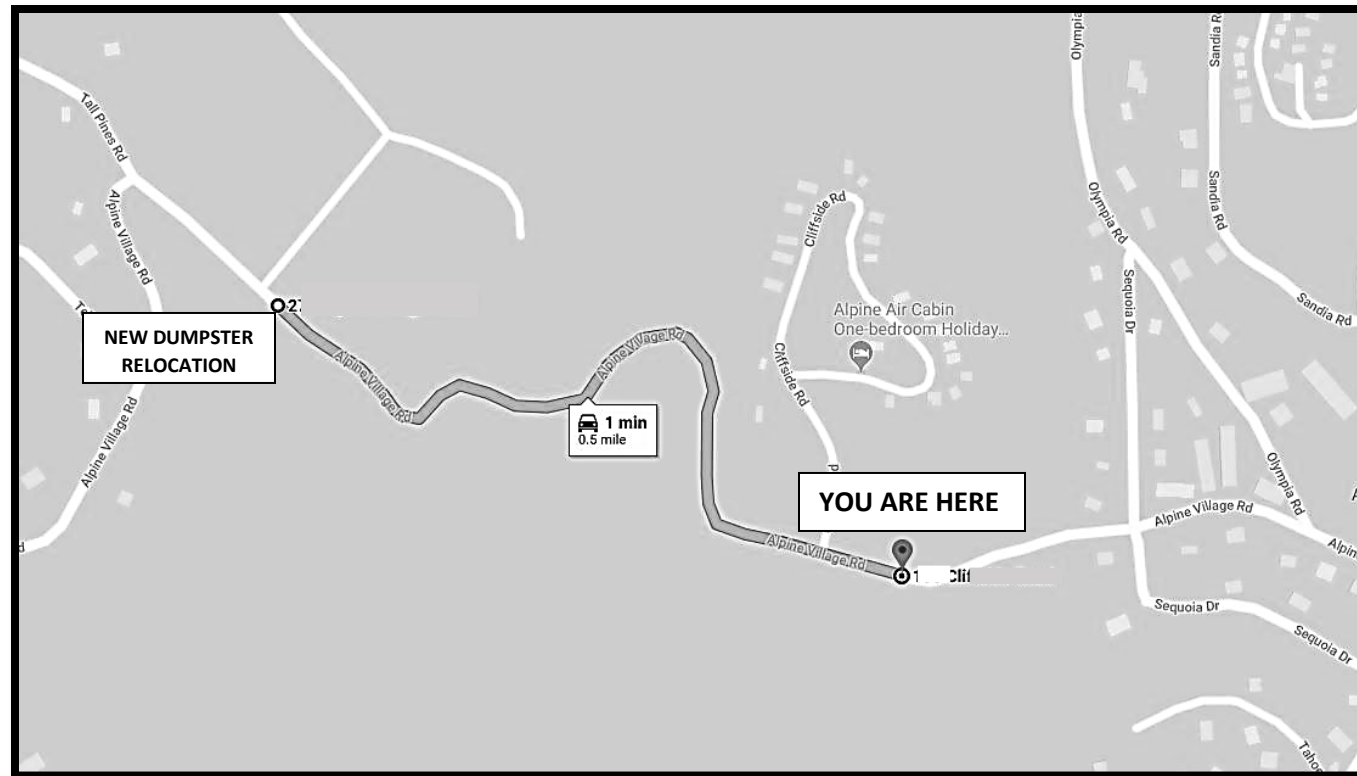 Olympia
Sandia Rd
Tall Pines Rd
Alpine Village Rd
Sandia Rd
Olympia Rd
Cliffside Rd
Sequoia Dr
Sandia Rd
Alpine Air Cabin
One-bedroom Holiday...
NEW DUMPSTER
RELOCATION
Alpine Village Rd
Alpine Village Rd
Cliffside Rd
1 min
0.5 mile
Alpine Village Rd
Olympia Rd
YOU ARE HERE
Alpine Village Rd
Alpine Village Rd
Alpine Village Rd
Sequoia Dr
Sequoia Dr